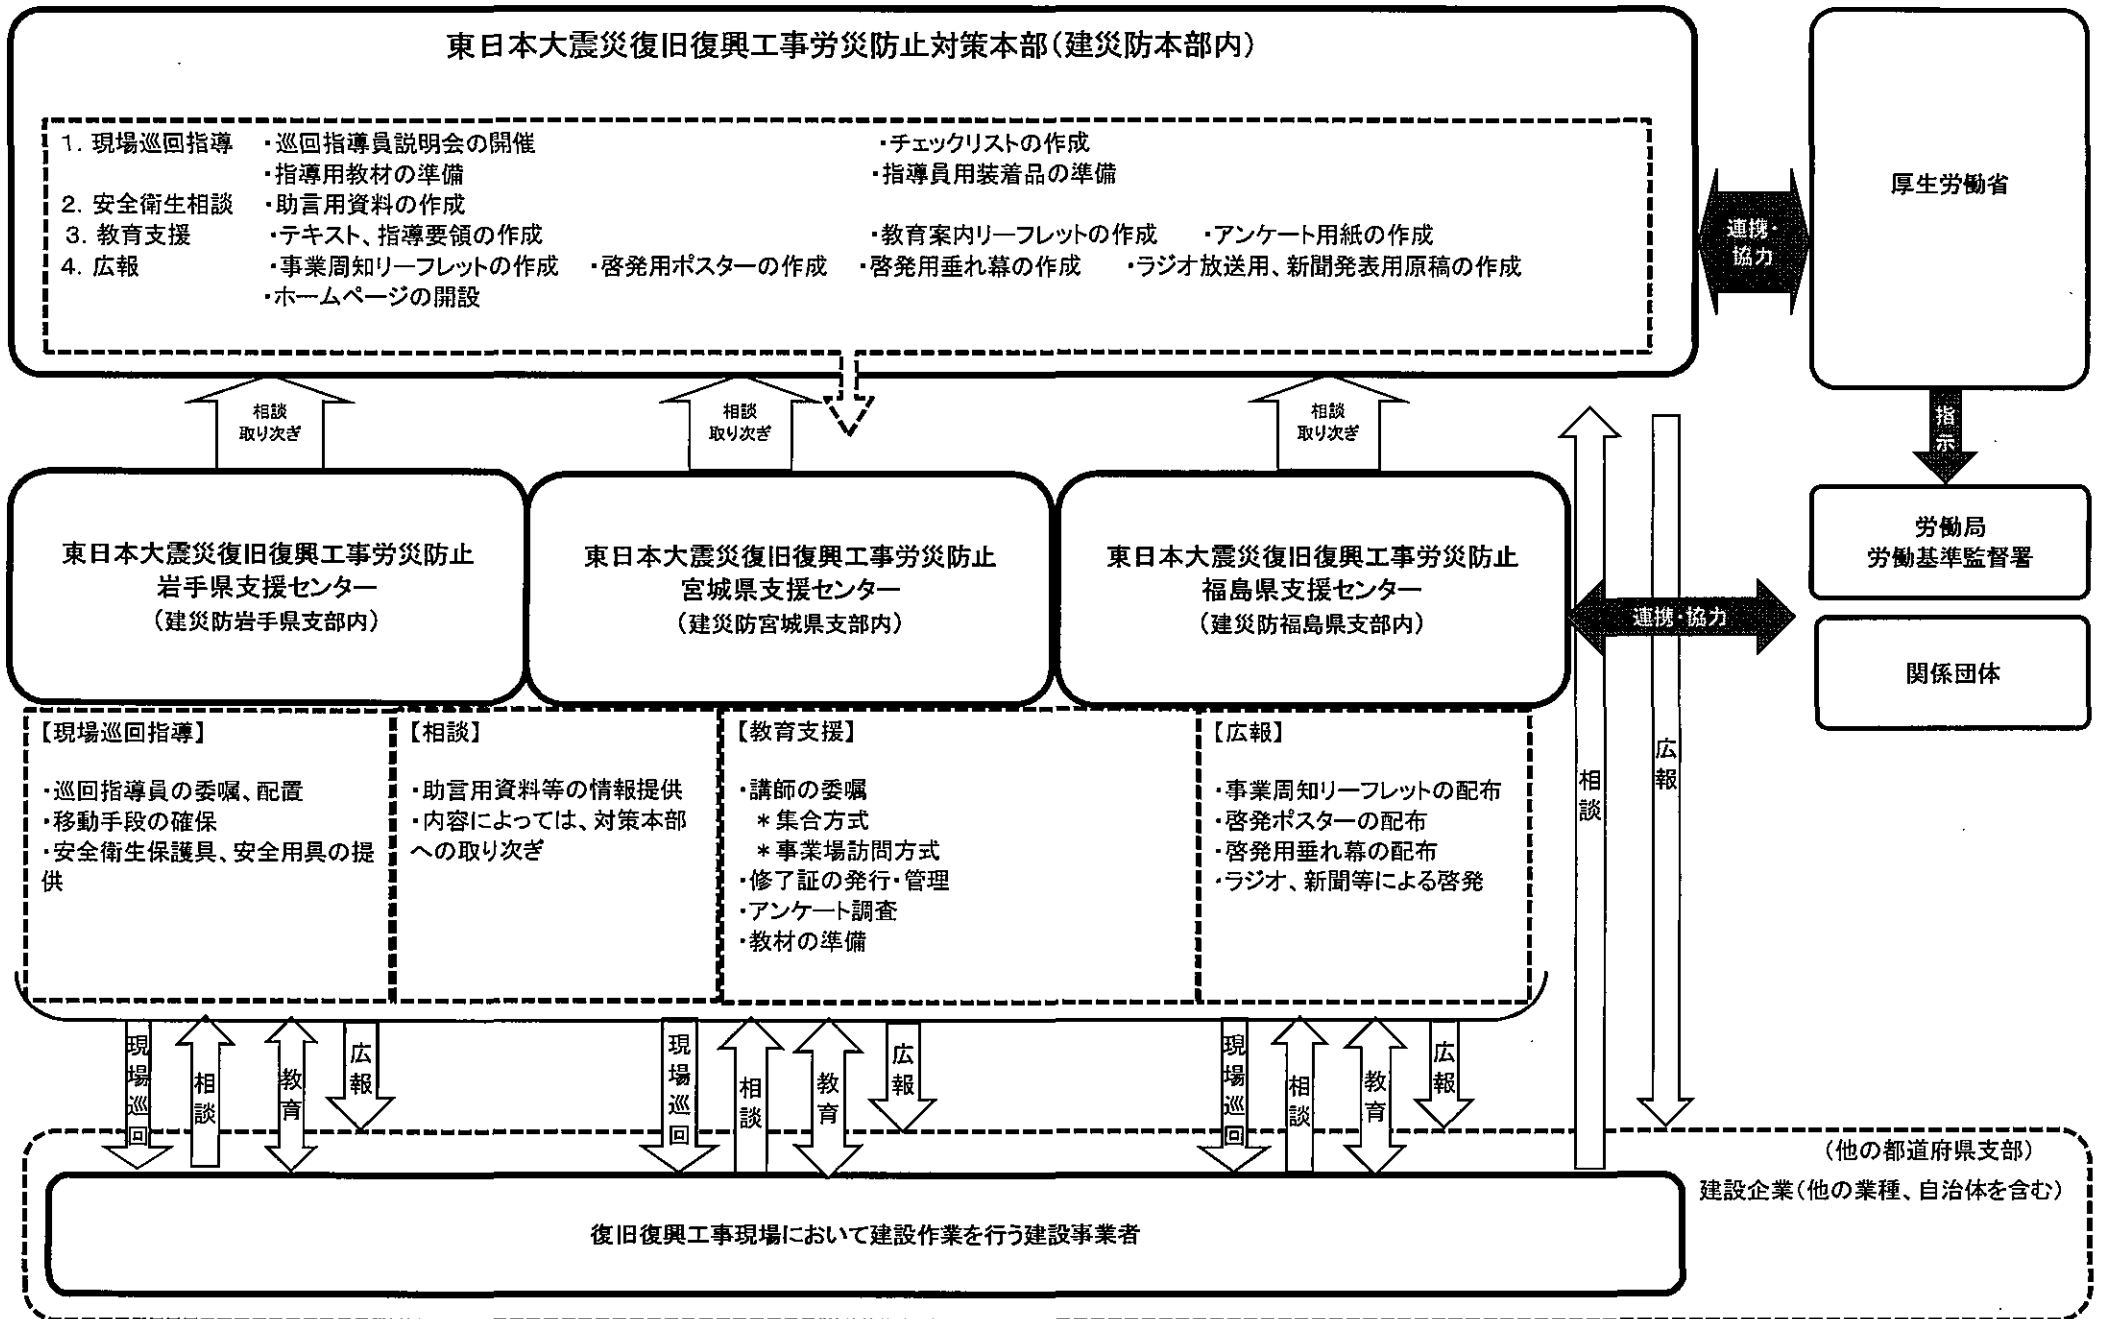 東日本大震災復旧復興工事労災防止対策本部(建災防本部内)
1. 現場巡回指導 ・巡回指導員説明会の開催 ・チェックリストの作成
・指導用教材の準備 ・指導員用装着品の準備
2. 安全衛生相談 ・助言用資料の作成
3. 教育支援 ・テキスト、指導要領の作成 ・教育案内リーフレットの作成 ・アンケート用紙の作成
4. 広報 ・事業周知リーフレットの作成 ・啓発用ポスターの作成 ・啓発用垂れ幕の作成 ・ラジオ放送用、新聞発表用原稿の作成
・ホームページの開設
連携・
協力
厚生労働省
指示
労働局
労働基準監督署
関係団体
相談
取り次ぎ
相談
取り次ぎ
相談
取り次ぎ
東日本大震災復旧復興工事労災防止
岩手県支援センター
(建災防岩手県支部内)
東日本大震災復旧復興工事労災防止
宮城県支援センター
(建災防宮城県支部内)
東日本大震災復旧復興工事労災防止
福島県支援センター
(建災防福島県支部内)
連携・協力
相談
広報
【現場巡回指導】
・巡回指導員の委嘱、配置
・移動手段の確保
・安全衛生保護具、安全用具の提
供
【相談】
・助言用資料等の情報提供
・内容によっては、対策本部
への取り次ぎ
【教育支援】
・講師の委嘱
*集合方式
*事業場訪問方式
・修了証の発行・管理
・アンケート調査
・教材の準備
【広報】
・事業周知リーフレットの配布
・啓発ポスターの配布
・啓発用垂れ幕の配布
・ラジオ、新聞等による啓発
現場巡回
相談
教育
広報
現場巡回
相談
教育
広報
現場巡回
相談
教育
広報
(他の都道府県支部)
建設企業(他の業種、自治体を含む)
復旧復興工事現場において建設作業を行う建設事業者